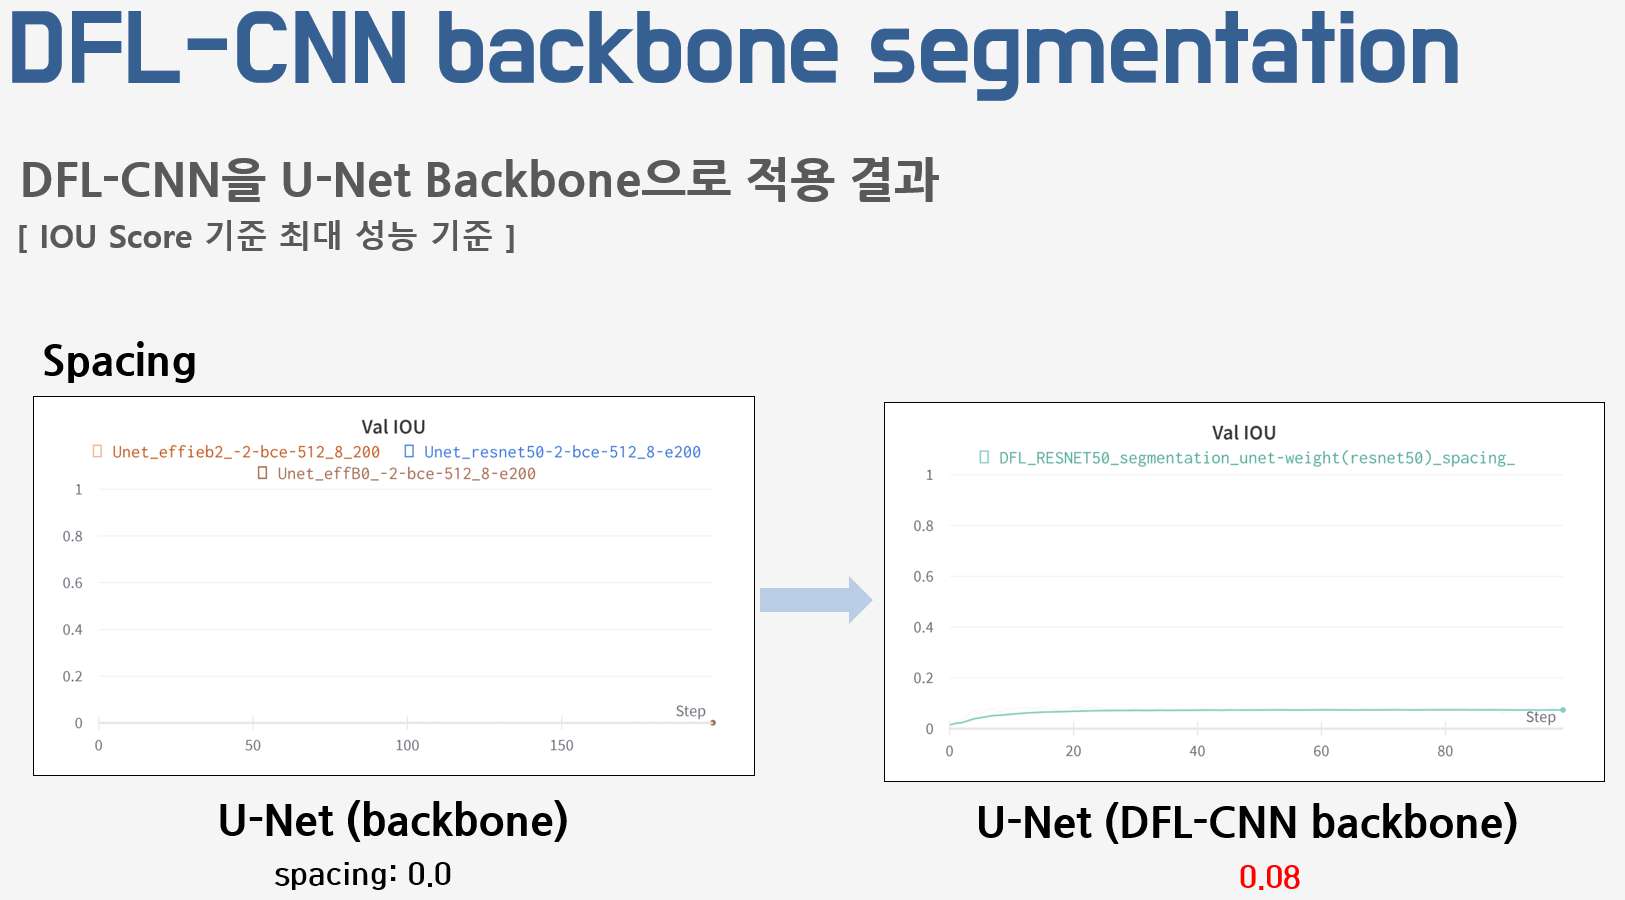 DFL-CNN backbone segmentation
DFL-CNN을 U-Net Backbone으로 적용 결과
[ IOU Score 기준 최대 성능 기준 ]
Spacing
Val IOU
Unet_effieb2_-2-bce-512_8_200
Unet_resnet50-2-bce-512_8-e200
Unet_effB0_-2-bce-512_8-e200
1
0.8
0.6
0.4
0.2
0
Step
0 50 100 150
U-Net (backbone)
spacing: 0.0
Val IOU
DFL_RESNET50_segmentation_unet-weight(resnet50)_spacing_
1
0.8
0.6
0.4
0.2
0
Step
0 20 40 60 80
U-Net (DFL-CNN backbone)
0.08